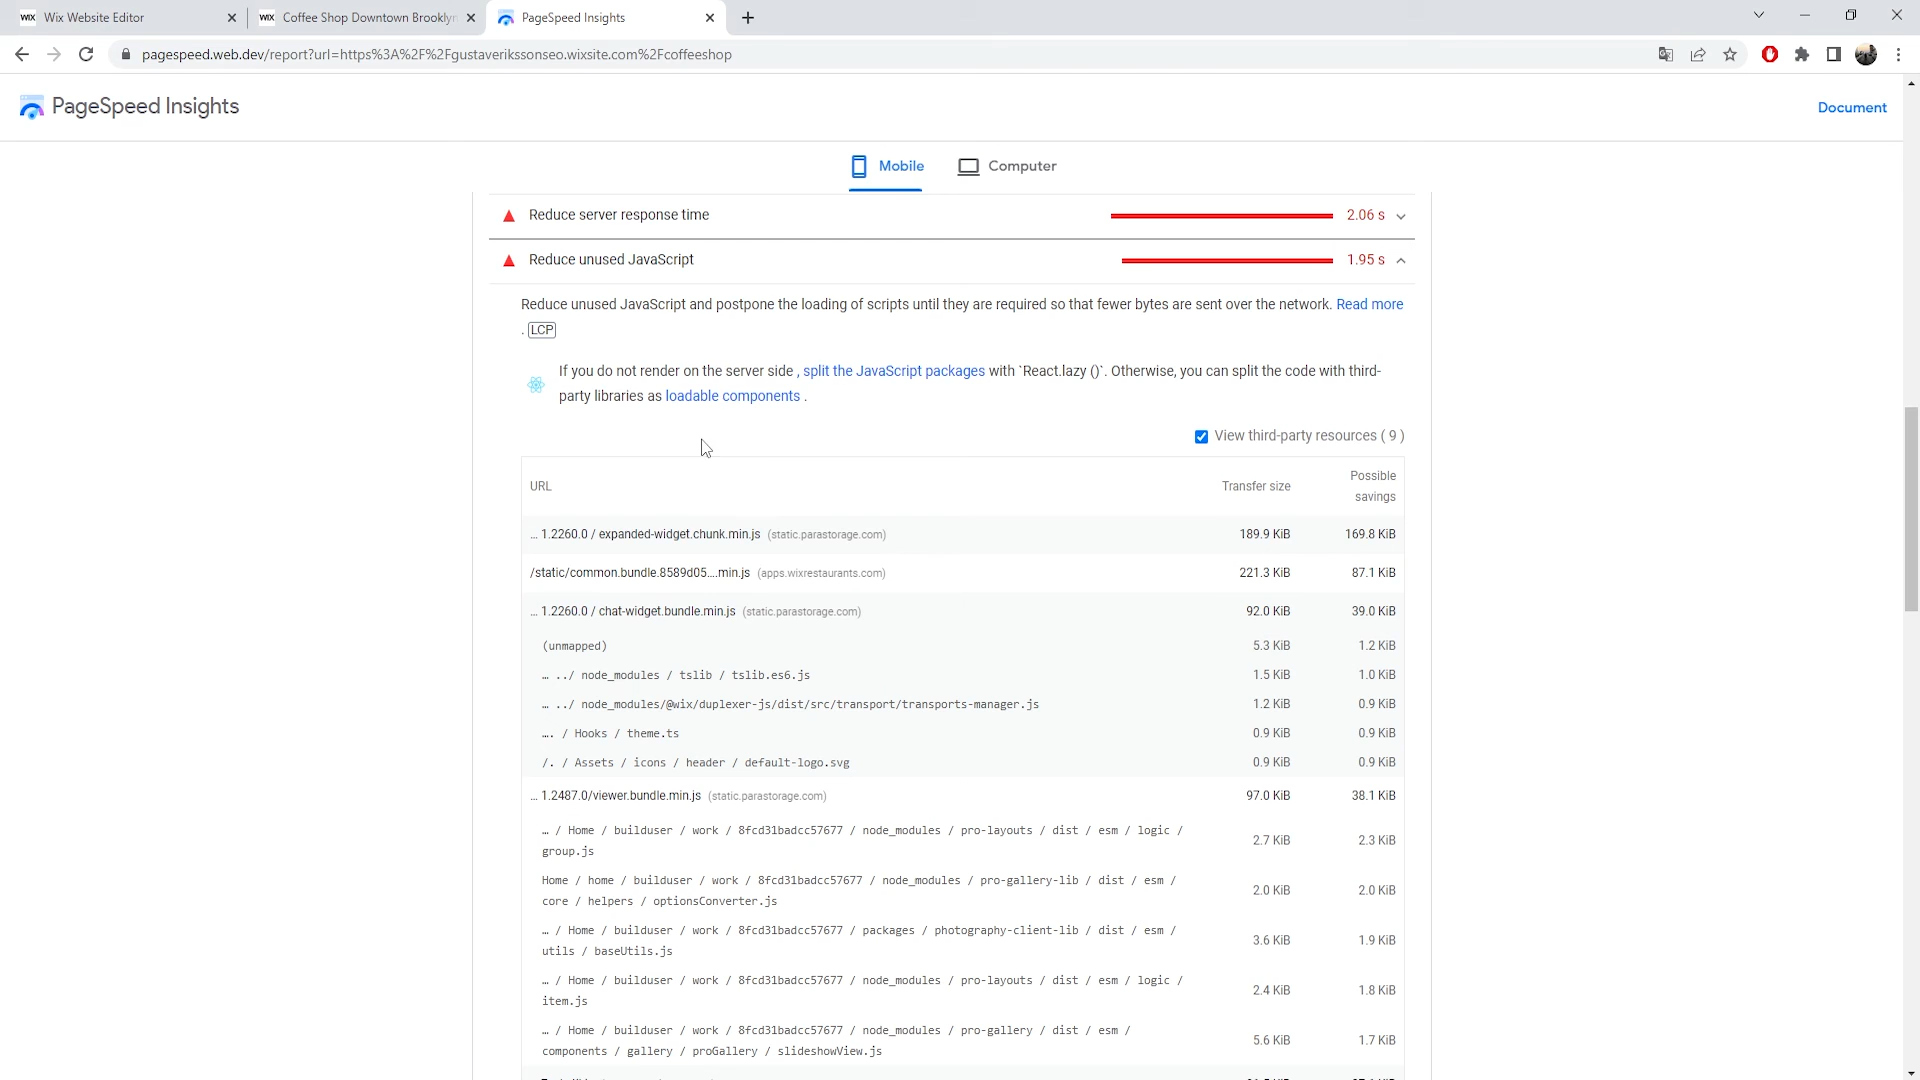 WIX Wix Website Editor
WIX Coffee Shop Downtown Brooklyn
PageSpeed Insights
pagespeed.web.dev/report?url=https%3A%2F%2Fgustaverikssonseo.wixsite.com%2Fcoffeeshop
PageSpeed Insights
Document
Mobile
Computer
Reduce server response time 2.06 s
Reduce unused JavaScript 1.95 s
Reduce unused JavaScript and postpone the loading of scripts until they are required so that fewer bytes are sent over the network. Read more
. LCP
If you do not render on the server side , split the JavaScript packages with `React.lazy ()`. Otherwise, you can split the code with third-
party libraries as loadable components .
View third-party resources ( 9 )
URL Transfer size Possible
savings
... 1.2260.0 / expanded-widget.chunk.min.js (static.parastorage.com) 189.9 KiB 169.8 KiB
/static/common.bundle.8589d05....min.js (apps.wixrestaurants.com) 221.3 KiB 87.1 KiB
... 1.2260.0 / chat-widget.bundle.min.js (static.parastorage.com) 92.0 KiB 39.0 KiB
(unmapped) 5.3 KiB 1.2 KiB
… ../ node_modules / tslib / tslib.es6.js 1.5 KiB 1.0 KiB
… ../ node_modules/@wix/duplexer-js/dist/src/transport/transports-manager.js 1.2 KiB 0.9 KiB
…. / Hooks / theme.ts 0.9 KiB 0.9 KiB
/. / Assets / icons / header / default-logo.svg 0.9 KiB 0.9 KiB
... 1.2487.0/viewer.bundle.min.js (static.parastorage.com) 97.0 KiB 38.1 KiB
… / Home / builduser / work / 8fcd31badcc57677 / node_modules / pro-layouts / dist / esm / logic /
group.js 2.7 KiB 2.3 KiB
Home / home / builduser / work / 8fcd31badcc57677 / node_modules / pro-gallery-lib / dist / esm /
core / helpers / optionsConverter.js 2.0 KiB 2.0 KiB
… / Home / builduser / work / 8fcd31badcc57677 / packages / photography-client-lib / dist / esm /
utils / baseUtils.js 3.6 KiB 1.9 KiB
… / Home / builduser / work / 8fcd31badcc57677 / node_modules / pro-layouts / dist / esm / logic /
item.js 2.4 KiB 1.8 KiB
… / Home / builduser / work / 8fcd31badcc57677 / node_modules / pro-gallery / dist / esm /
components / gallery / proGallery / slideshowView.js 5.6 KiB 1.7 KiB